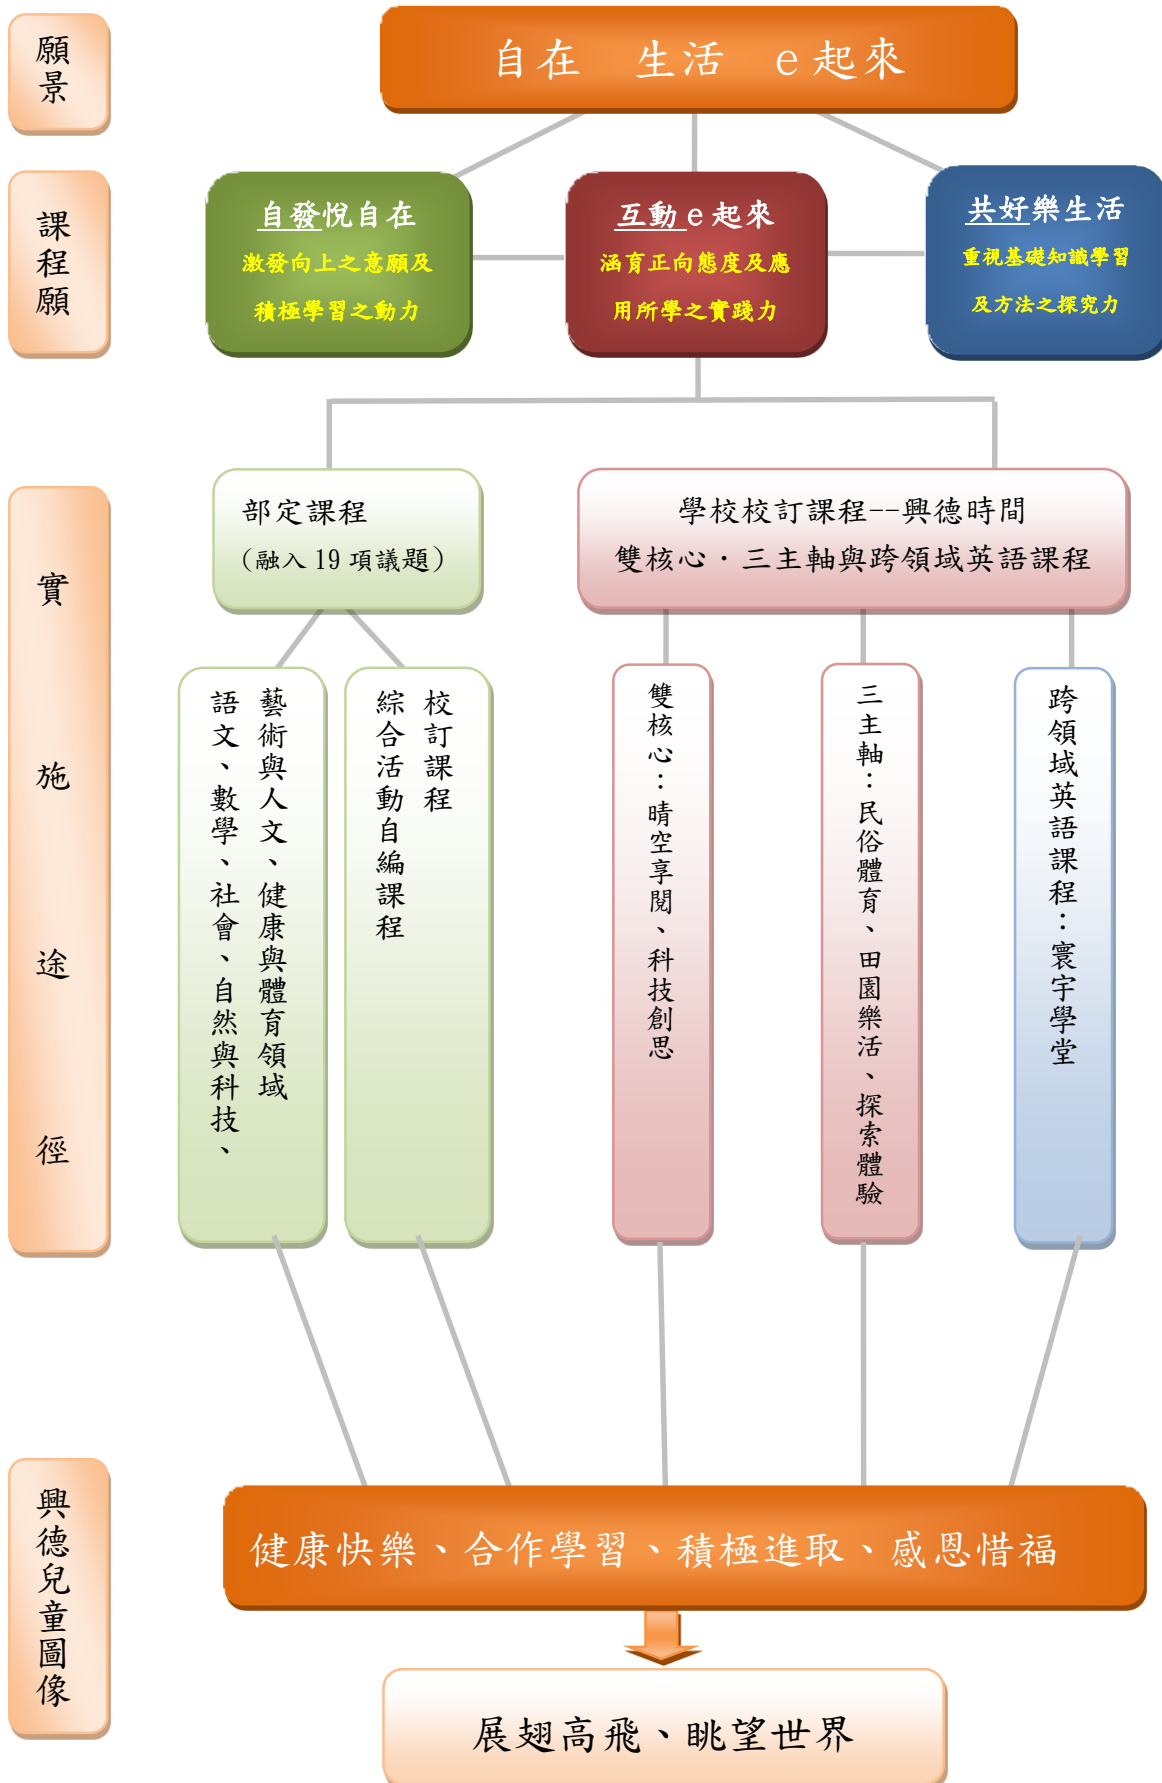 願景
自在 生活 e起來
課程願
自發悅自在
激發向上之意願及
積極學習之動力
互動e起來
涵育正向態度及應
用所學之實踐力
共好樂生活
重視基礎知識學習
及方法之探究力
實施途徑
部定課程
(融入19項議題)
學校校訂課程--興德時間
雙核心．三主軸與跨領域英語課程
語文、數學、社會、自然與科技、
藝術與人文、健康與體育領域
校訂課程
綜合活動自編課程
雙核心：晴空享閱、科技創思
三主軸：民俗體育、田園樂活、探索體驗
跨領域英語課程：寰宇學堂
興德兒童圖像
健康快樂、合作學習、積極進取、感恩惜福
展翅高飛、眺望世界